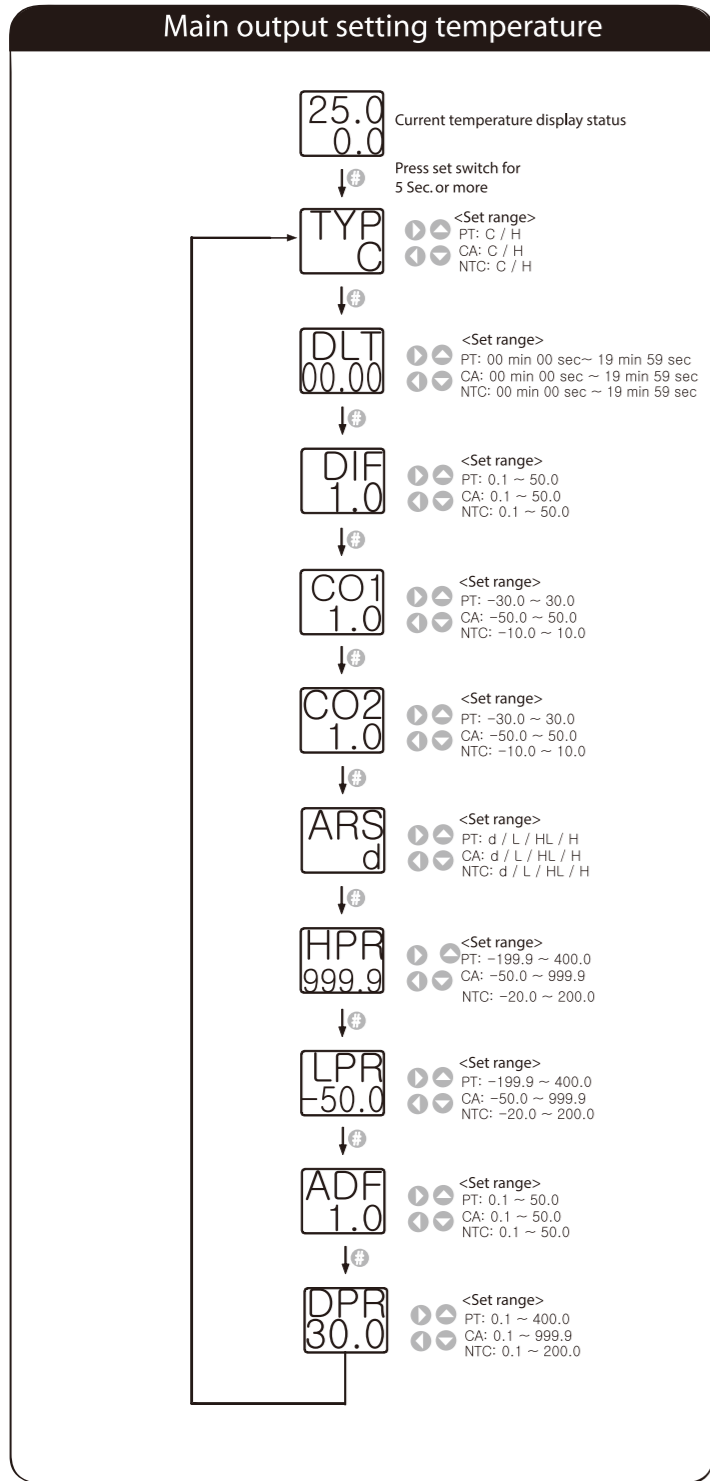 Main output setting temperature
25.0
0.0
Current temperature display status
#
Press set switch for
5 Sec. or more
TYP
C
<Set range>
PT: C / H
CA: C / H
NTC: C / H
#
DLT
00.00
<Set range>
PT: 00 min 00 sec~ 19 min 59 sec
CA: 00 min 00 sec ~ 19 min 59 sec
NTC: 00 min 00 sec ~ 19 min 59 sec
#
DIF
1.0
<Set range>
PT: 0.1 ~ 50.0
CA: 0.1 ~ 50.0
NTC: 0.1 ~ 50.0
#
CO1
1.0
<Set range>
PT: -30.0 ~ 30.0
CA: -50.0 ~ 50.0
NTC: -10.0 ~ 10.0
#
CO2
1.0
<Set range>
PT: -30.0 ~ 30.0
CA: -50.0 ~ 50.0
NTC: -10.0 ~ 10.0
#
ARS
d
<Set range>
PT: d / L / HL / H
CA: d / L / HL / H
NTC: d / L / HL / H
#
HPR
999.9
<Set range>
PT: -199.9 ~ 400.0
CA: -50.0 ~ 999.9
NTC: -20.0 ~ 200.0
#
LPR
-50.0
<Set range>
PT: -199.9 ~ 400.0
CA: -50.0 ~ 999.9
NTC: -20.0 ~ 200.0
#
ADF
1.0
<Set range>
PT: 0.1 ~ 50.0
CA: 0.1 ~ 50.0
NTC: 0.1 ~ 50.0
#
DPR
30.0
<Set range>
PT: 0.1 ~ 400.0
CA: 0.1 ~ 999.9
NTC: 0.1 ~ 200.0